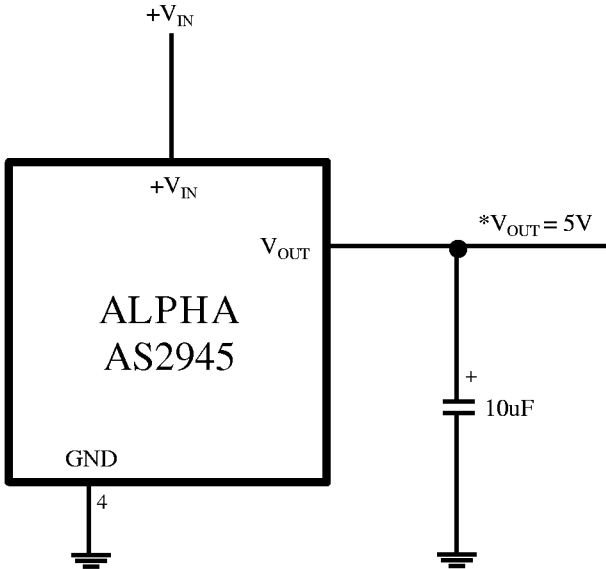 +VIN
+VIN
VOUT
*VOUT = 5V
ALPHA
AS2945
+
10uF
GND
4